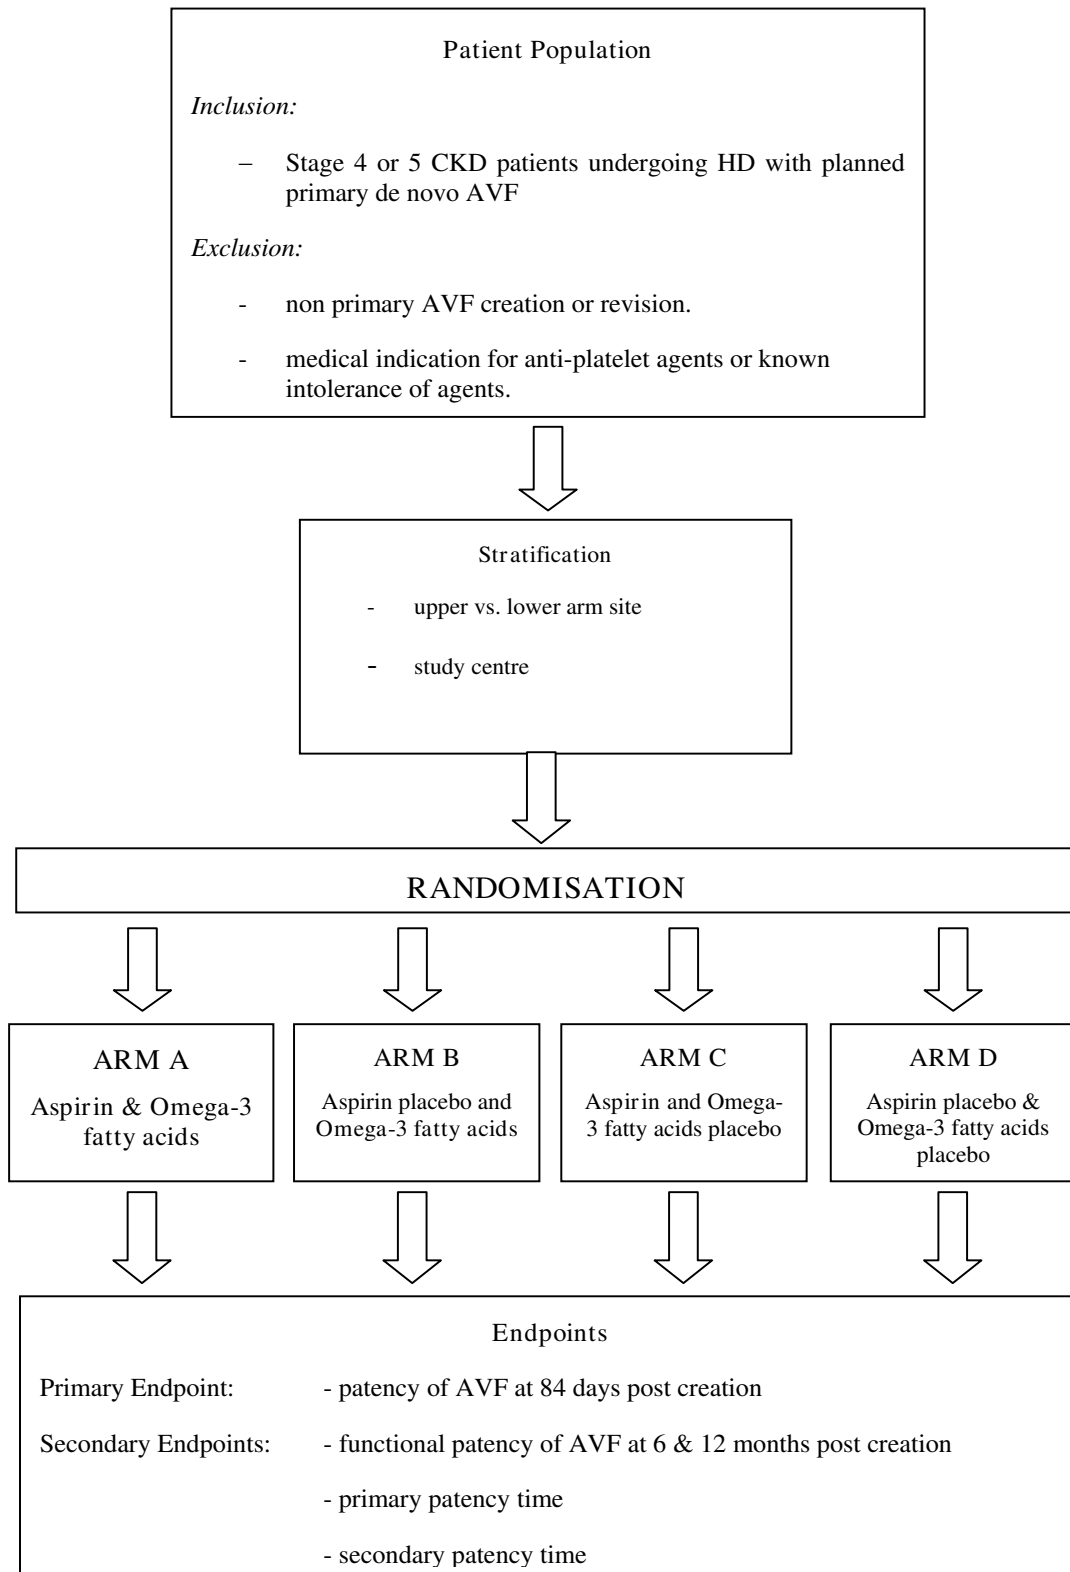 Patient Population
Inclusion:
– Stage 4 or 5 CKD patients undergoing HD with planned
primary de novo AVF
Exclusion:
- non primary AVF creation or revision.
- medical indication for anti-platelet agents or known
intolerance of agents.
Stratification
- upper vs. lower arm site
- study centre
RANDOMISATION
ARM A
Aspirin & Omega-3
fatty acids
ARM B
Aspirin placebo and
Omega-3 fatty acids
ARM C
Aspirin and Omega-
3 fatty acids placebo
ARM D
Aspirin placebo &
Omega-3 fatty acids
placebo
Endpoints
Primary Endpoint: - patency of AVF at 84 days post creation
Secondary Endpoints: - functional patency of AVF at 6 & 12 months post creation
- primary patency time
- secondary patency time